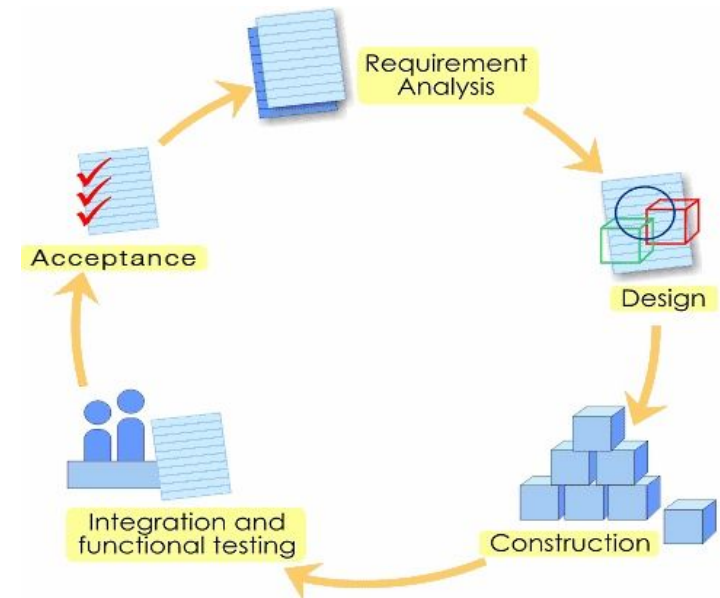 Requirement
Analysis
Design
Construction
Integration and
functional testing
Acceptance